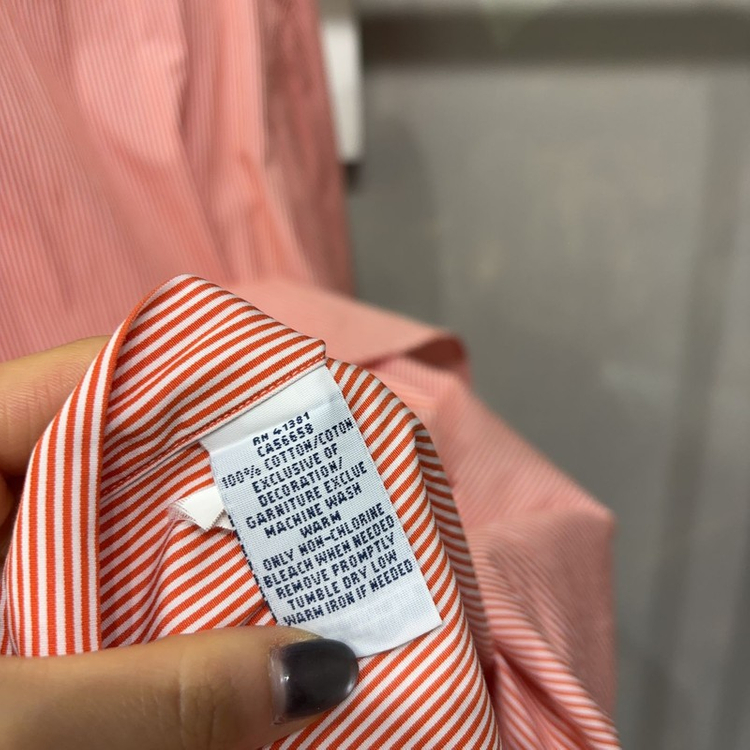 RN 41381
CA56658
100% COTTON/COTON
EXCLUSIVE OF
DECORATION/
GARNITURE EXCLUE
MACHINE WASH
WARM
ONLY NON-CHLORINE
BLEACH WHEN NEEDED
REMOVE PROMPTLY
TUMBLE DRY LOW
WARM IRON IF NEEDED